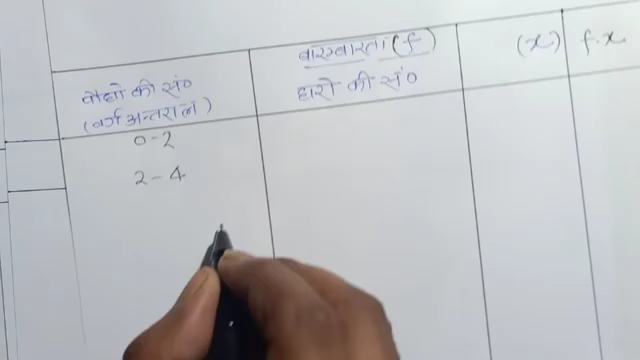 पौधो की सं० बारम्बारता (f) (x) f.x
(वर्ग अन्तराल) घरो की सं०
0-2
2-4